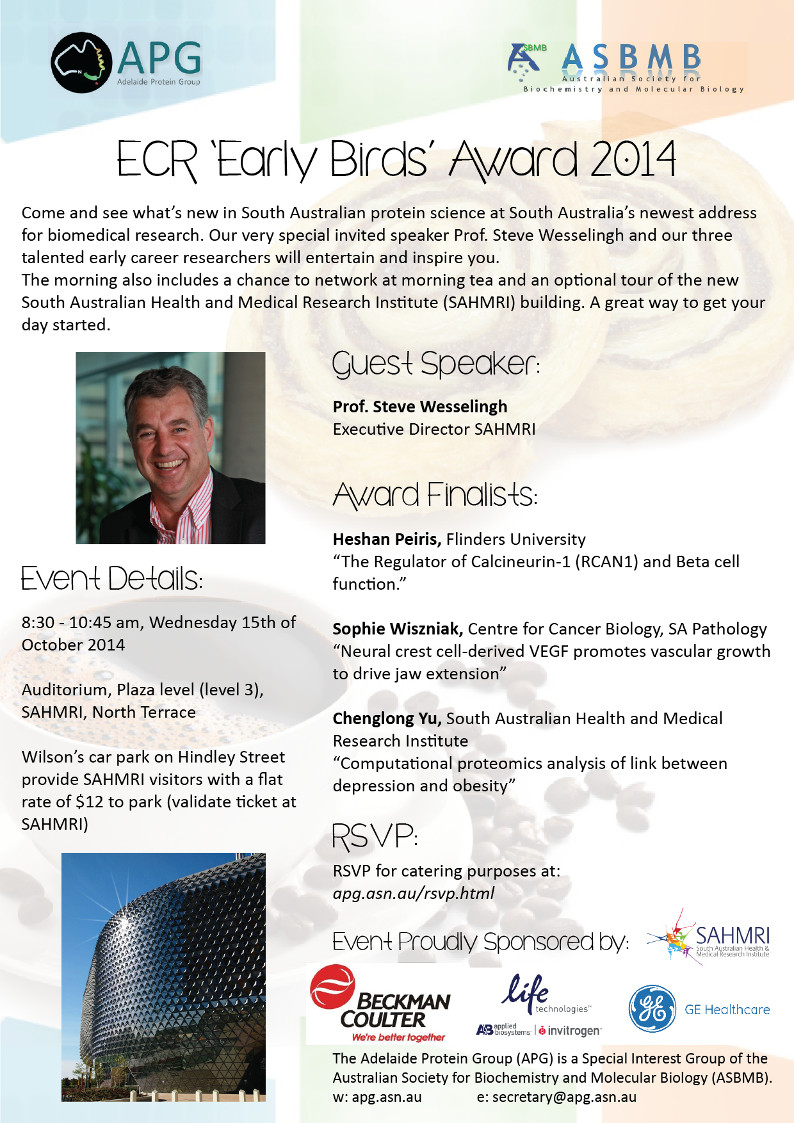 APG
Adelaide Protein Group
ASBMB
ASBMB
Australian Society for
Biochemistry and Molecular Biology
ECR ‘Early Birds’ Award 2014
Come and see what’s new in South Australian protein science at South Australia’s newest address
for biomedical research. Our very special invited speaker Prof. Steve Wesselingh and our three
talented early career researchers will entertain and inspire you.
The morning also includes a chance to network at morning tea and an optional tour of the new
South Australian Health and Medical Research Institute (SAHMRI) building. A great way to get your
day started.
Guest Speaker:
Prof. Steve Wesselingh
Executive Director SAHMRI
Award Finalists:
Heshan Peiris, Flinders University
“The Regulator of Calcineurin-1 (RCAN1) and Beta cell
function.”
Sophie Wiszniak, Centre for Cancer Biology, SA Pathology
“Neural crest cell-derived VEGF promotes vascular growth
to drive jaw extension”
Chenglong Yu, South Australian Health and Medical
Research Institute
“Computational proteomics analysis of link between
depression and obesity”
Event Details:
8:30 - 10:45 am, Wednesday 15th of
October 2014
Auditorium, Plaza level (level 3),
SAHMRI, North Terrace
Wilson’s car park on Hindley Street
provide SAHMRI visitors with a flat
rate of $12 to park (validate ticket at
SAHMRI)
RSVP:
RSVP for catering purposes at:
apg.asn.au/rsvp.html
Event Proudly Sponsored by:
SAHMRI
South Australian Health &
Medical Research Institute
BECKMAN
COULTER
We're better together
life
technologies™
AB applied biosystems™ | invitrogen™
GE Healthcare
The Adelaide Protein Group (APG) is a Special Interest Group of the
Australian Society for Biochemistry and Molecular Biology (ASBMB).
w: apg.asn.au e: secretary@apg.asn.au